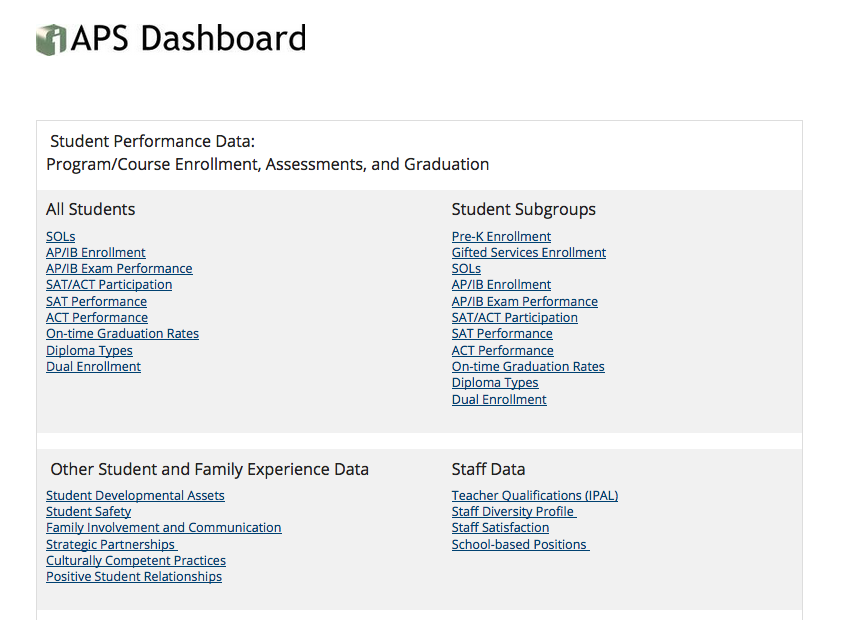 APS Dashboard
Student Performance Data:
Program/Course Enrollment, Assessments, and Graduation
All Students
SOLs
AP/IB Enrollment
AP/IB Exam Performance
SAT/ACT Participation
SAT Performance
ACT Performance
On-time Graduation Rates
Diploma Types
Dual Enrollment
Student Subgroups
Pre-K Enrollment
Gifted Services Enrollment
SOLs
AP/IB Enrollment
AP/IB Exam Performance
SAT/ACT Participation
SAT Performance
ACT Performance
On-time Graduation Rates
Diploma Types
Dual Enrollment
Other Student and Family Experience Data
Student Developmental Assets
Student Safety
Family Involvement and Communication
Strategic Partnerships
Culturally Competent Practices
Positive Student Relationships
Staff Data
Teacher Qualifications (IPAL)
Staff Diversity Profile
Staff Satisfaction
School-based Positions